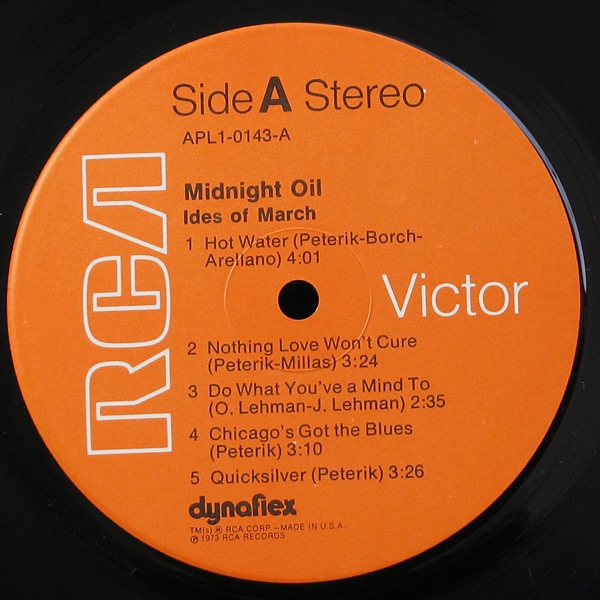 Side A Stereo
APL1-0143-A
Midnight Oil
Ides of March
1 Hot Water (Peterik-Borch-
Arellano) 4:01
RCA
Victor
2 Nothing Love Won't Cure
(Peterik-Millas) 3:24
3 Do What You've a Mind To
(O. Lehman-J. Lehman) 2:35
4 Chicago's Got the Blues
(Peterik) 3:10
5 Quicksilver (Peterik) 3:26
dynaflex
TM(s) ® RCA CORP.—MADE IN U.S.A.
℗ 1973 RCA RECORDS